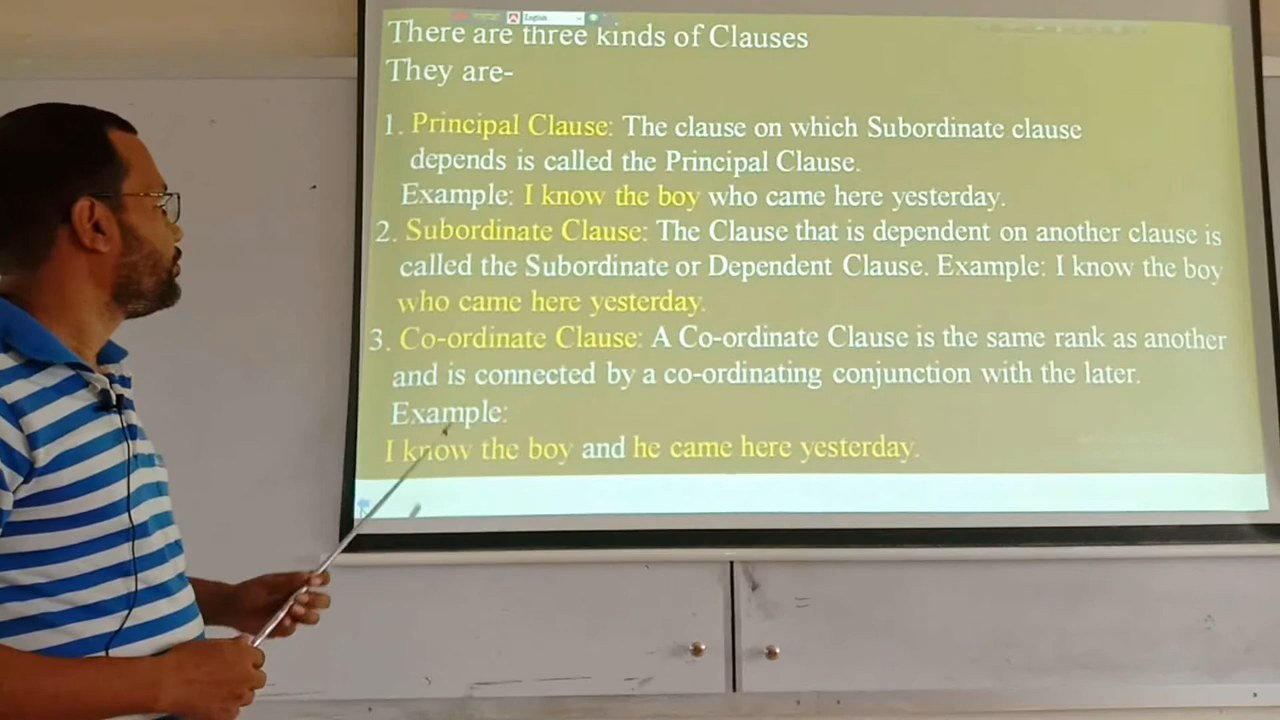 English
There are three kinds of Clauses
They are-
1. Principal Clause: The clause on which Subordinate clause
depends is called the Principal Clause.
Example: I know the boy who came here yesterday.
2. Subordinate Clause: The Clause that is dependent on another clause is
called the Subordinate or Dependent Clause. Example: I know the boy
who came here yesterday.
3. Co-ordinate Clause: A Co-ordinate Clause is the same rank as another
and is connected by a co-ordinating conjunction with the later.
Example:
I know the boy and he came here yesterday.